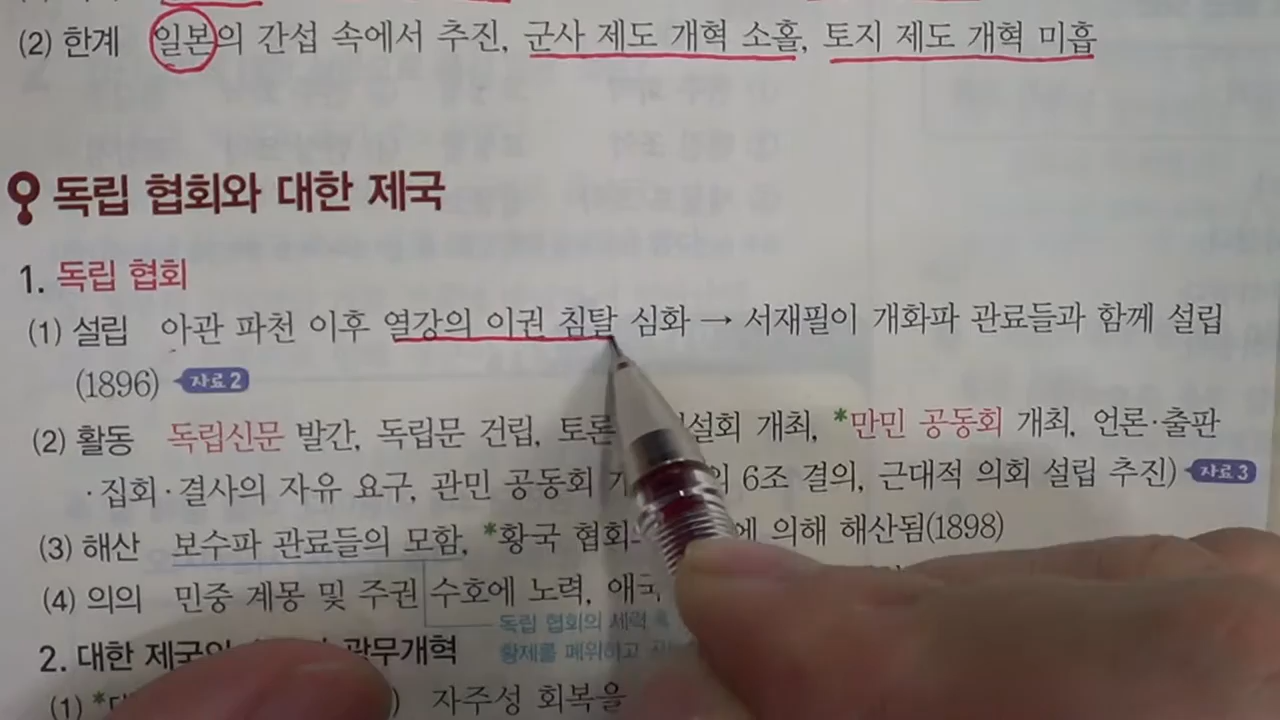 (2) 한계 일본의 간섭 속에서 추진, 군사 제도 개혁 소홀, 토지 제도 개혁 미흡
독립 협회와 대한 제국
1. 독립 협회
(1) 설립 아관 파천 이후 열강의 이권 침탈 심화 → 서재필이 개화파 관료들과 함께 설립
(1896) 자료 2
(2) 활동 독립신문 발간, 독립문 건립, 토론 설회 개최, *만민 공동회 개최, 언론·출판
·집회·결사의 자유 요구, 관민 공동회 6조 결의, 근대적 의회 설립 추진) 자료 3
(3) 해산 보수파 관료들의 모함, *황국 협회 에 의해 해산됨(1898)
(4) 의의 민중 계몽 및 주권 수호에 노력, 애국
독립 협회의 세력
황제를 폐위하고
2. 대한 제국의 광무개혁
(1) * 자주성 회복을